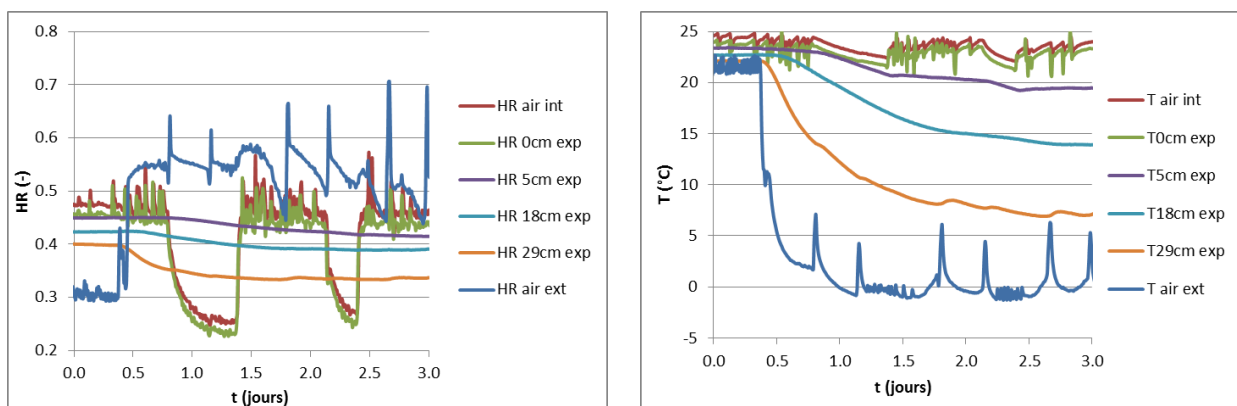 0.8
0.7
0.6
0.5
0.4
0.3
0.2
HR (-)
0.0 0.5 1.0 1.5 2.0 2.5 3.0
t (jours)
HR air int
HR 0cm exp
HR 5cm exp
HR 18cm exp
HR 29cm exp
HR air ext
25
20
15
10
5
0
-5
T (°C)
0.0 0.5 1.0 1.5 2.0 2.5 3.0
t (jours)
T air int
T0cm exp
T5cm exp
T18cm exp
T29cm exp
T air ext